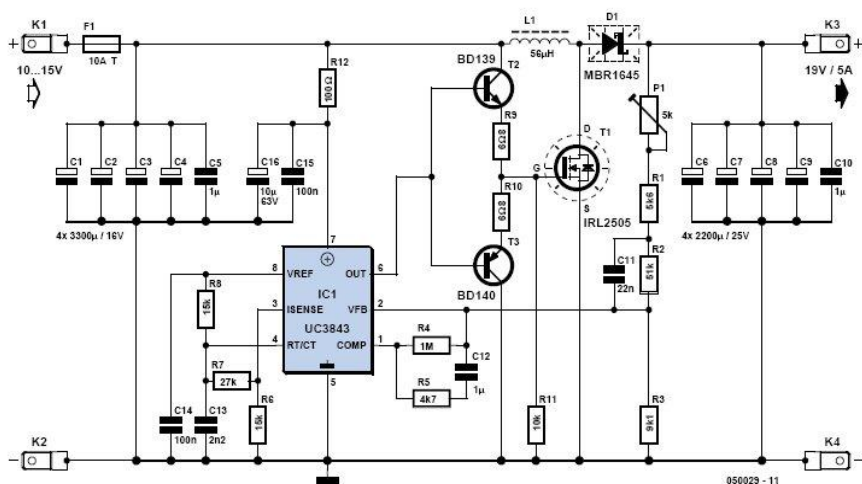 K1
F1
10A T
10...15V
R12
100Ω
BD139
T2
L1
56µH
D1
MBR1645
K3
19V / 5A
P1
5k
R9
6Ω8
D
T1
G
S
IRL2505
R10
6Ω8
T3
BD140
C1
C2
C3
C4
C5
1µ
C16
10µ
63V
C15
100n
4x 3300µ / 16V
C6
C7
C8
C9
C10
1µ
4x 2200µ / 25V
R1
5k6
R2
51k
C11
22n
7
8
VREF
OUT
6
IC1
3
ISENSE
VFB
2
UC3843
4
RT/CT
COMP
1
5
R8
15k
R7
27k
R6
15k
C14
100n
C13
2n2
R4
1M
R5
4k7
C12
1µ
R11
10k
R3
9k1
K2
K4
050029 - 11